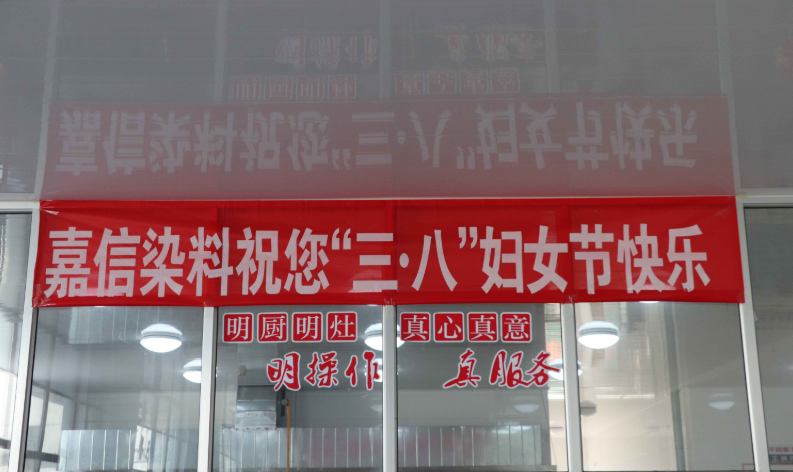 嘉信染料祝您“三·八”妇女节快乐
明厨明灶 真心真意
明操作 真服务